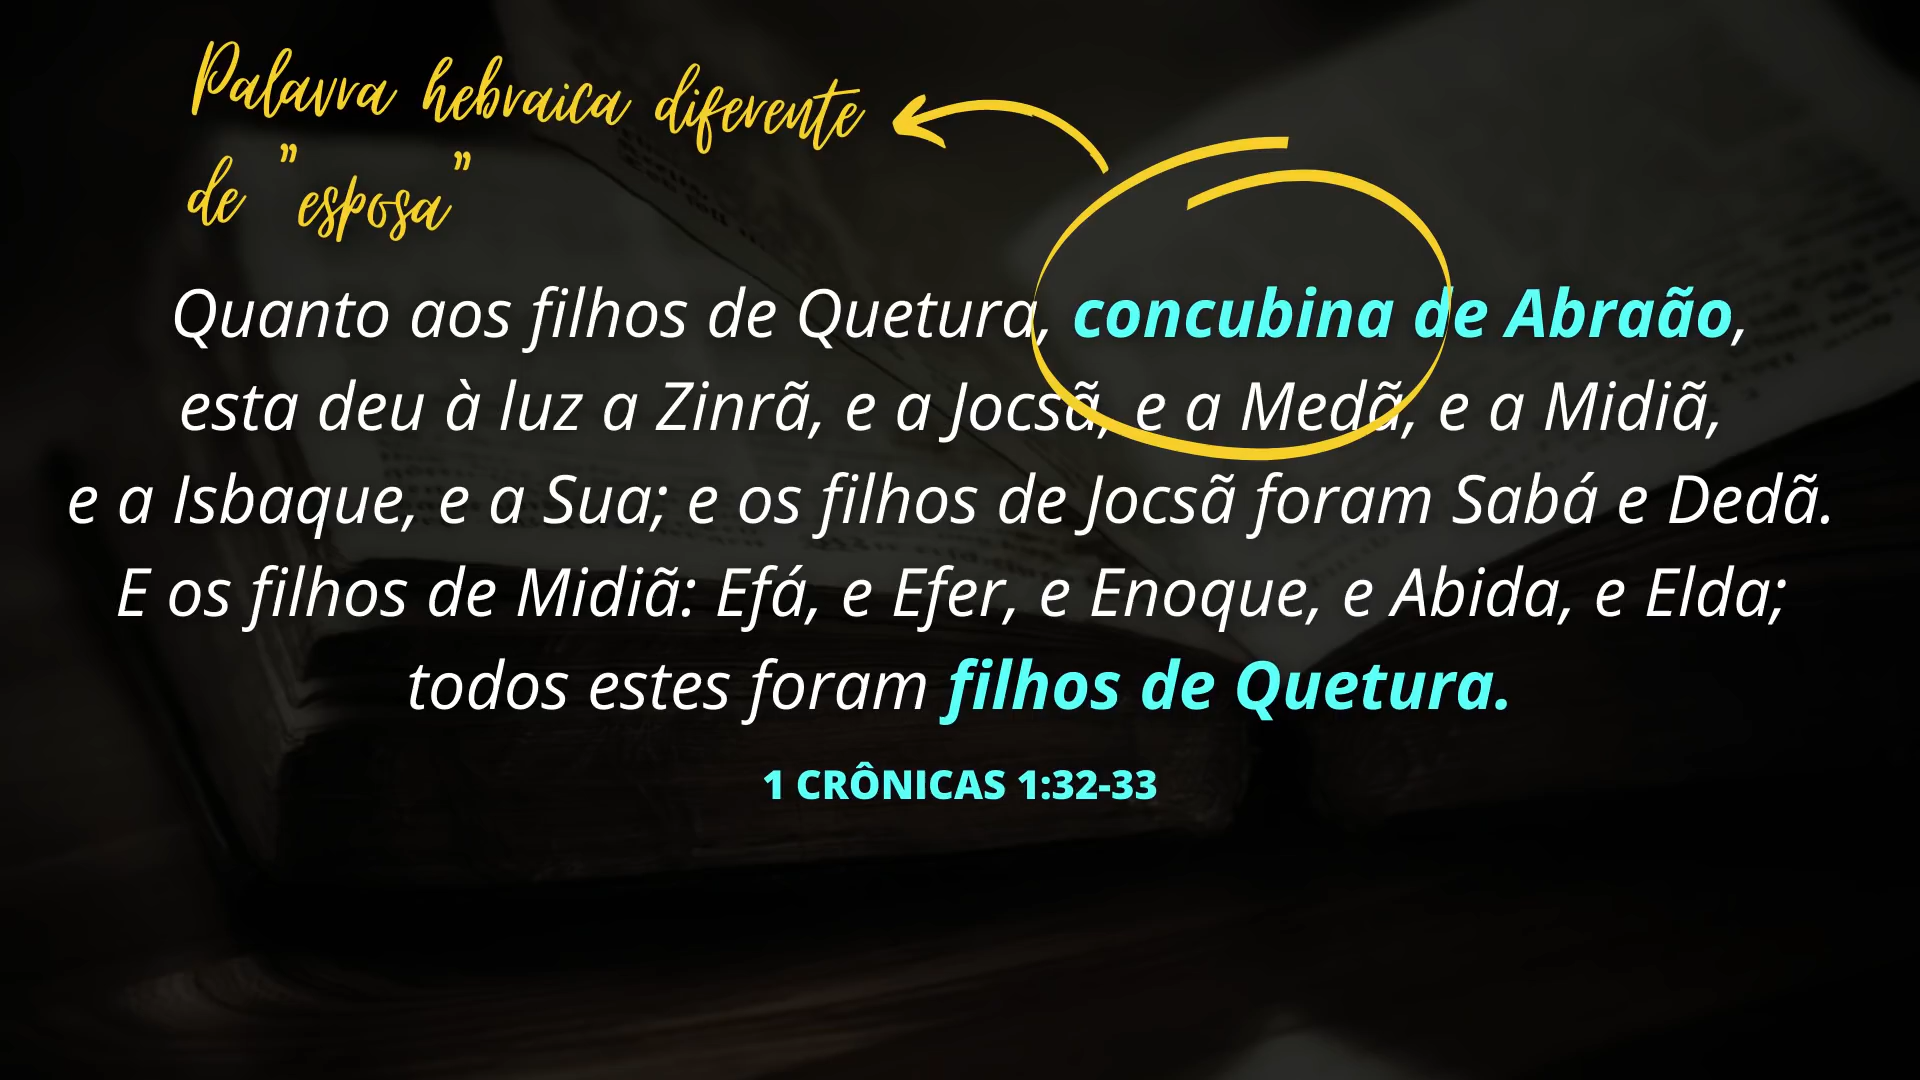 Palavra hebraica diferente
de "esposa"
Quanto aos filhos de Quetura, concubina de Abraão,
esta deu à luz a Zinrã, e a Jocsã, e a Medã, e a Midiã,
e a Isbaque, e a Sua; e os filhos de Jocsã foram Sabá e Dedã.
E os filhos de Midiã: Efá, e Efer, e Enoque, e Abida, e Elda;
todos estes foram filhos de Quetura.
1 CRÔNICAS 1:32-33